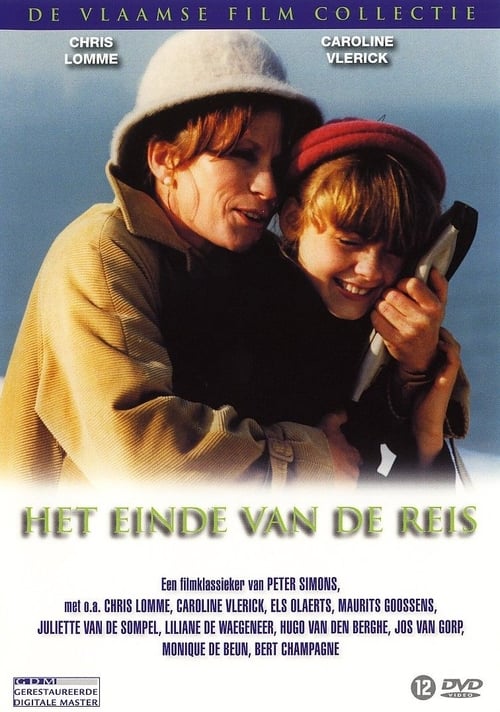 DE VLAAMSE FILM COLLECTIE
CHRIS LOMME
CAROLINE VLERICK
HET EINDE VAN DE REIS
Een filmklassieker van PETER SIMONS,
met o.a. CHRIS LOMME, CAROLINE VLERICK, ELS OLAERTS, MAURITS GOOSSENS,
JULIETTE VAN DE SOMPEL, LILIANE DE WAEGENEER, HUGO VAN DEN BERGHE, JOS VAN GORP,
MONIQUE DE BEUN, BERT CHAMPAGNE
GDM
GERESTAUREERDE
DIGITALE MASTER
12
DVD
VIDEO